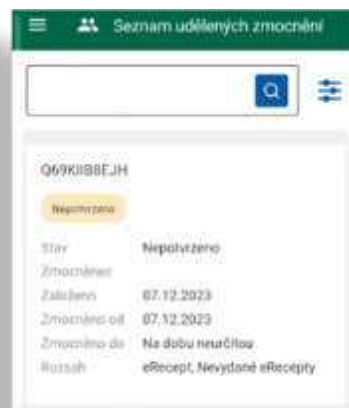 Seznam udělených zmocnění
Q69KIIB8EJH
Nepotvrzeno
Stav Nepotvrzeno
Zmocněnec
Založeno 07.12.2023
Zmocněno od 07.12.2023
Zmocněno do Na dobu neurčitou
Rozsah eRecept, Nevydané eRecepty